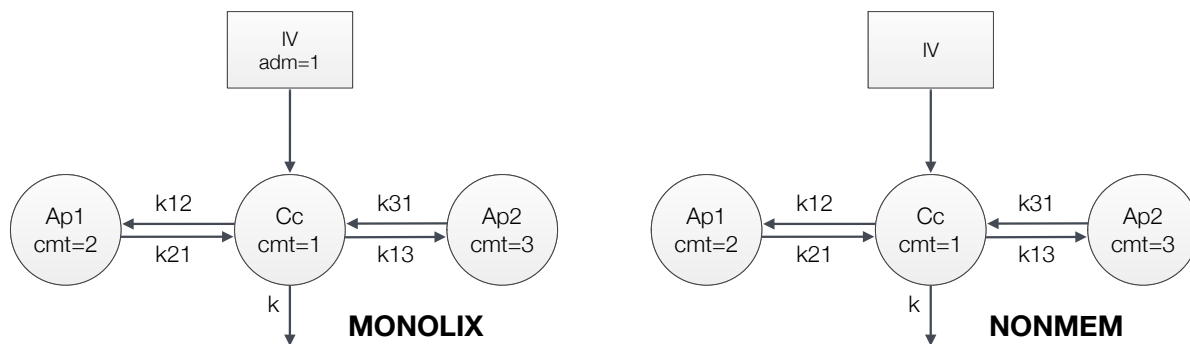 IV
adm=1
k12
k31
Ap1
cmt=2
Cc
cmt=1
Ap2
cmt=3
k21
k13
k
MONOLIX
IV
k12
k31
Ap1
cmt=2
Cc
cmt=1
Ap2
cmt=3
k21
k13
k
NONMEM